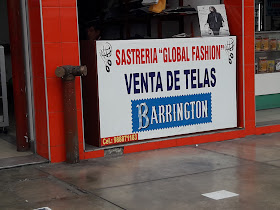 SASTRERIA "GLOBAL FASHION"
VENTA DE TELAS
BARRINGTON